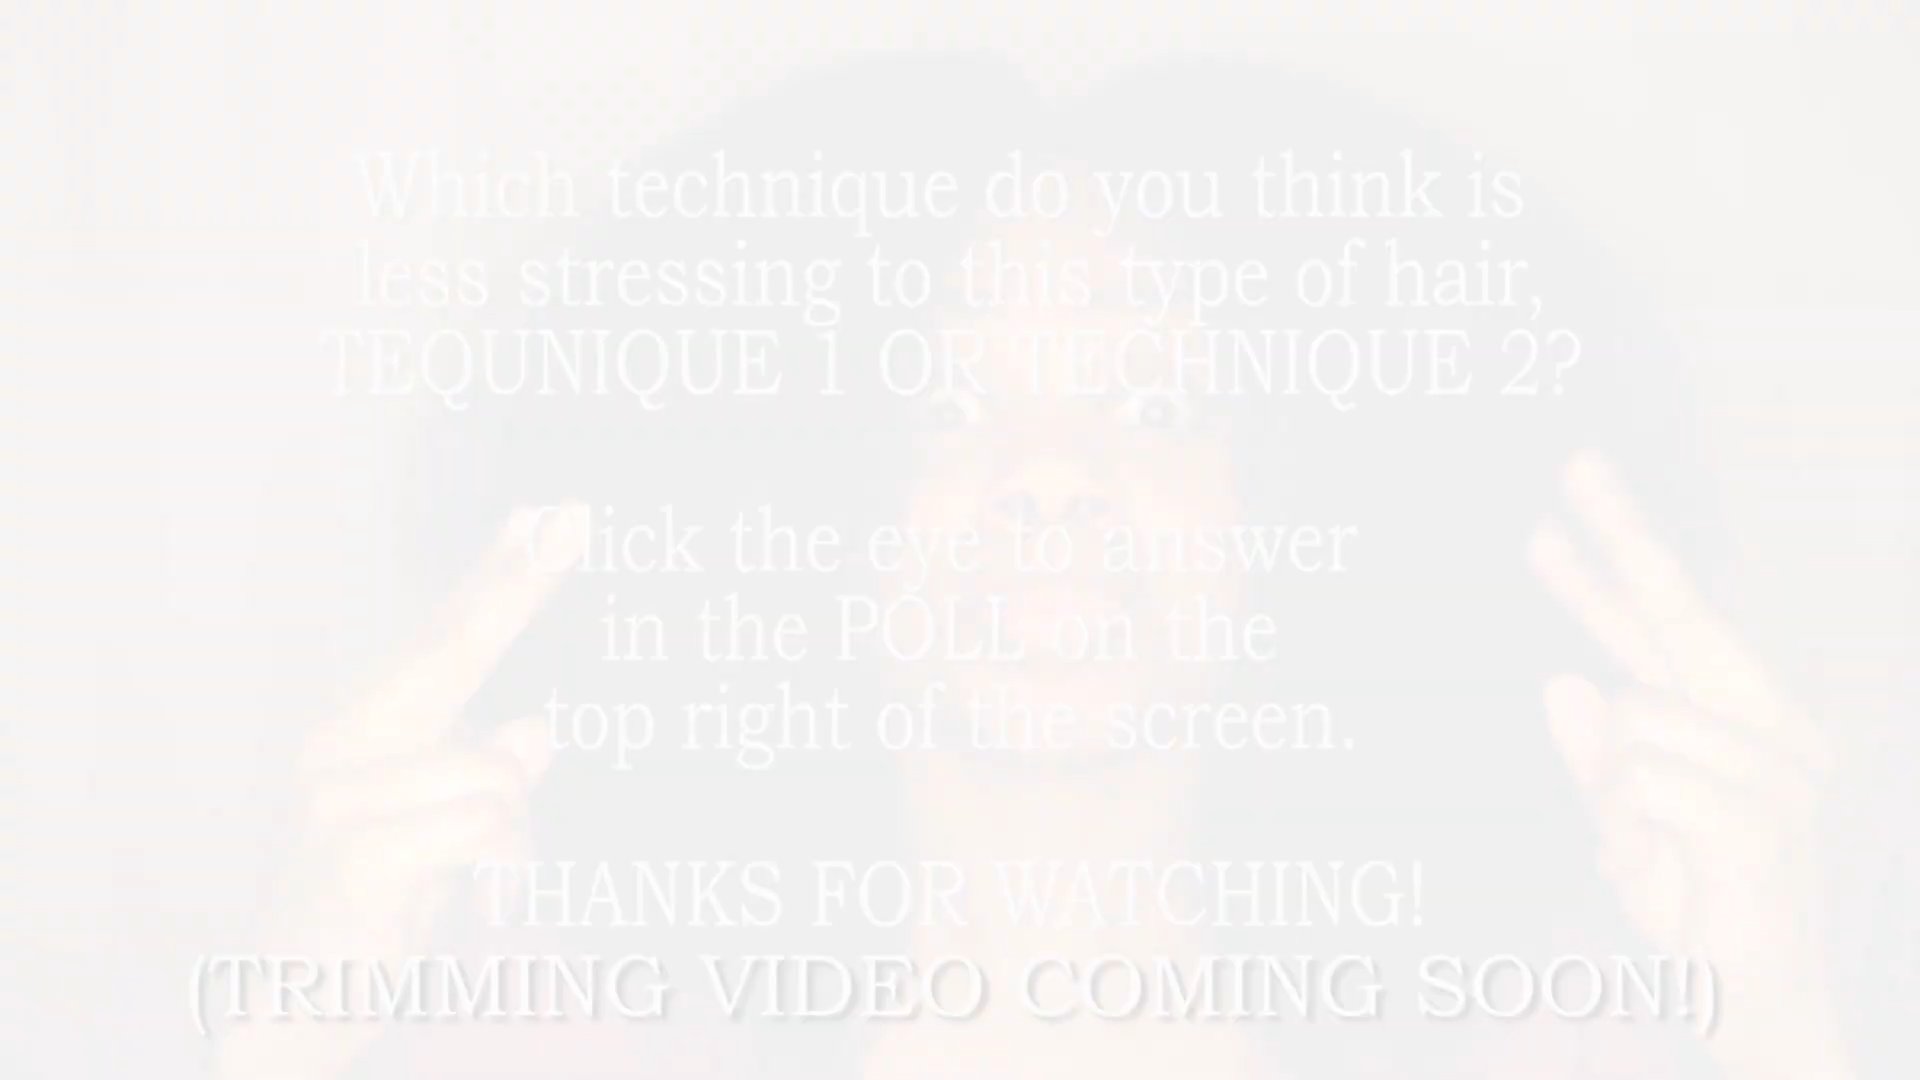 Which technique do you think is
less stressing to this type of hair,
TEQUNIQUE 1 OR TECHNIQUE 2?
Click the eye to answer
in the POLL on the
top right of the screen.
THANKS FOR WATCHING!
(TRIMMING VIDEO COMING SOON!)